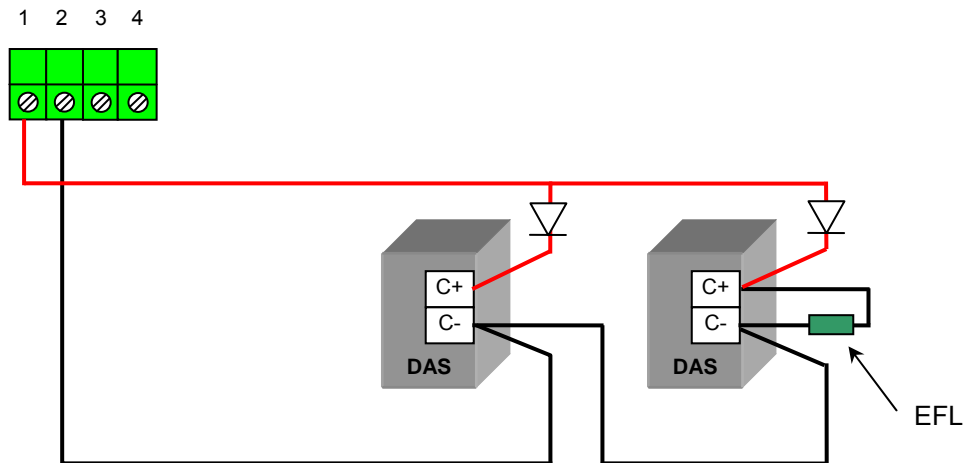 1 2 3 4
C+
C-
DAS
C+
C-
DAS
EFL